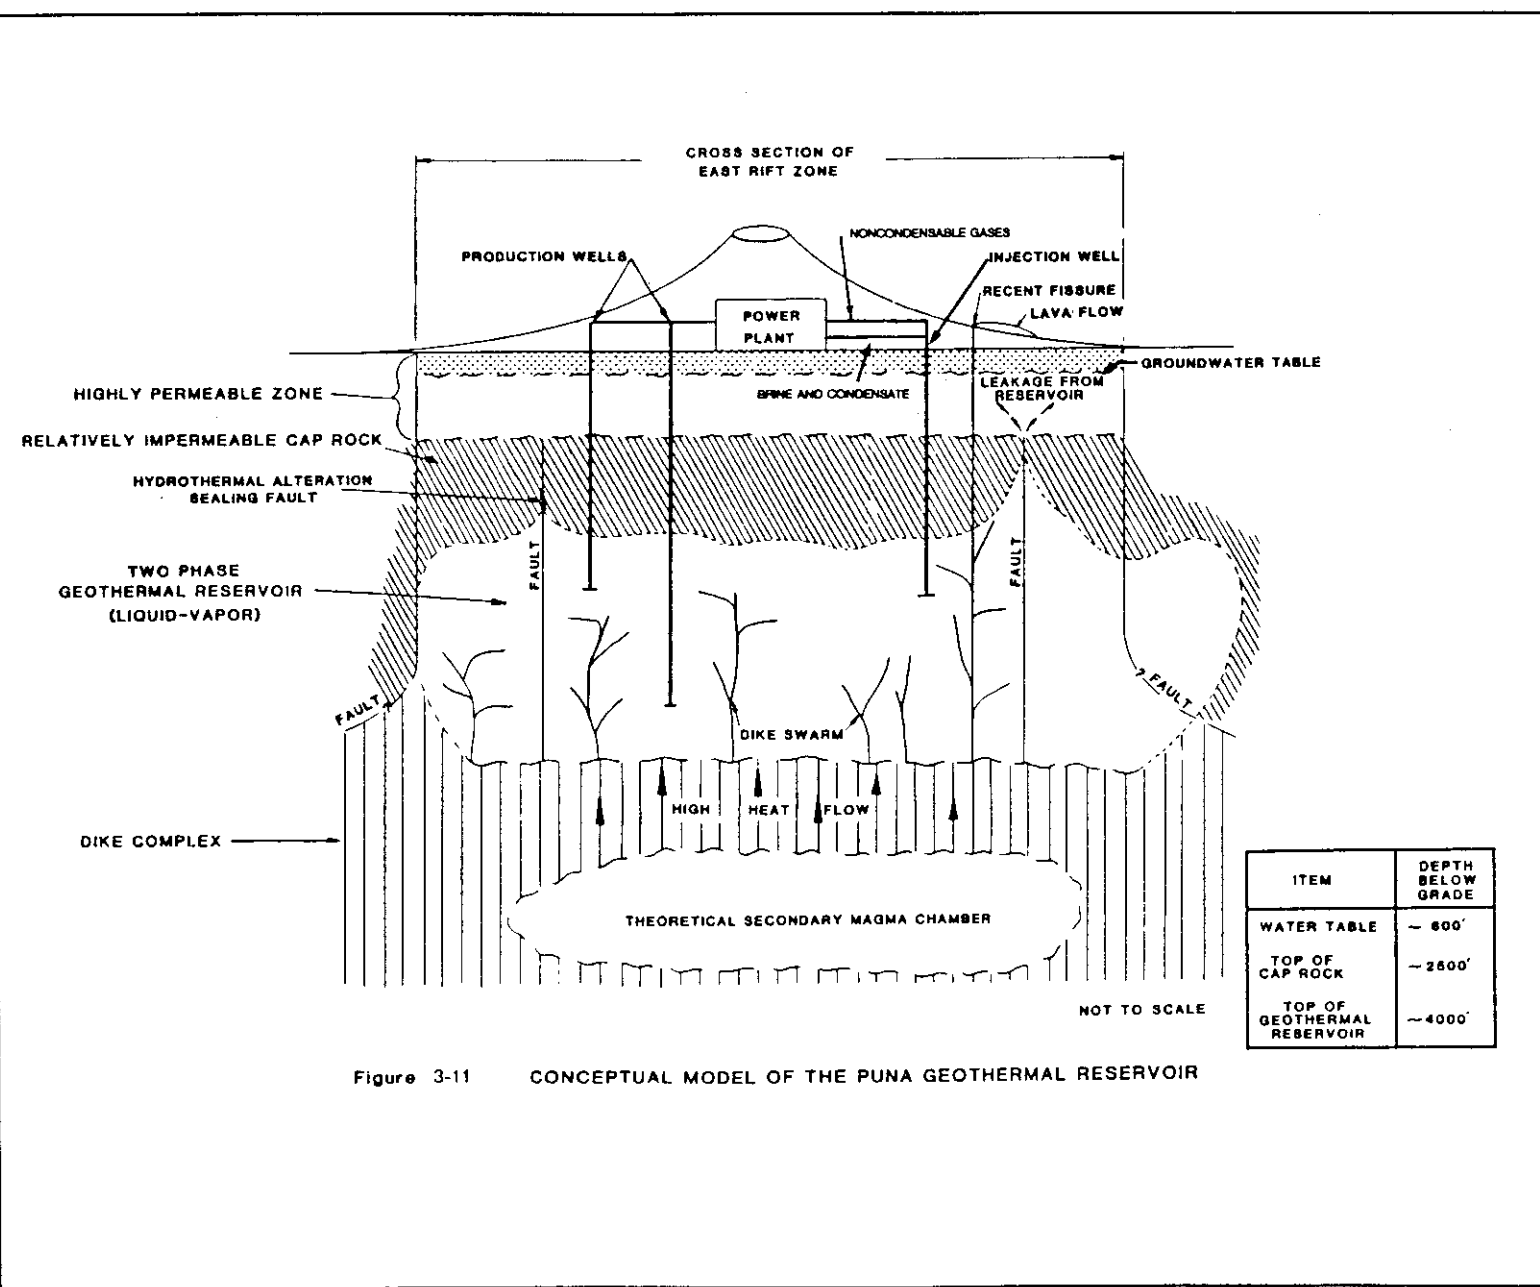 CROSS SECTION OF
EAST RIFT ZONE
NONCONDENSABLE GASES
PRODUCTION WELLS
INJECTION WELL
RECENT FISSURE
LAVA FLOW
POWER
PLANT
GROUNDWATER TABLE
LEAKAGE FROM
RESERVOIR
HIGHLY PERMEABLE ZONE
BRINE AND CONDENSATE
RELATIVELY IMPERMEABLE CAP ROCK
HYDROTHERMAL ALTERATION
SEALING FAULT
FAULT
FAULT
TWO PHASE
GEOTHERMAL RESERVOIR
(LIQUID-VAPOR)
FAULT
?
? FAULT
DIKE SWARM
HIGH HEAT FLOW
DIKE COMPLEX
THEORETICAL SECONDARY MAGMA CHAMBER
ITEM
DEPTH
BELOW
GRADE
WATER TABLE ~ 600'
TOP OF
CAP ROCK ~2500'
TOP OF
GEOTHERMAL
RESERVOIR ~4000'
NOT TO SCALE
Figure 3-11 CONCEPTUAL MODEL OF THE PUNA GEOTHERMAL RESERVOIR